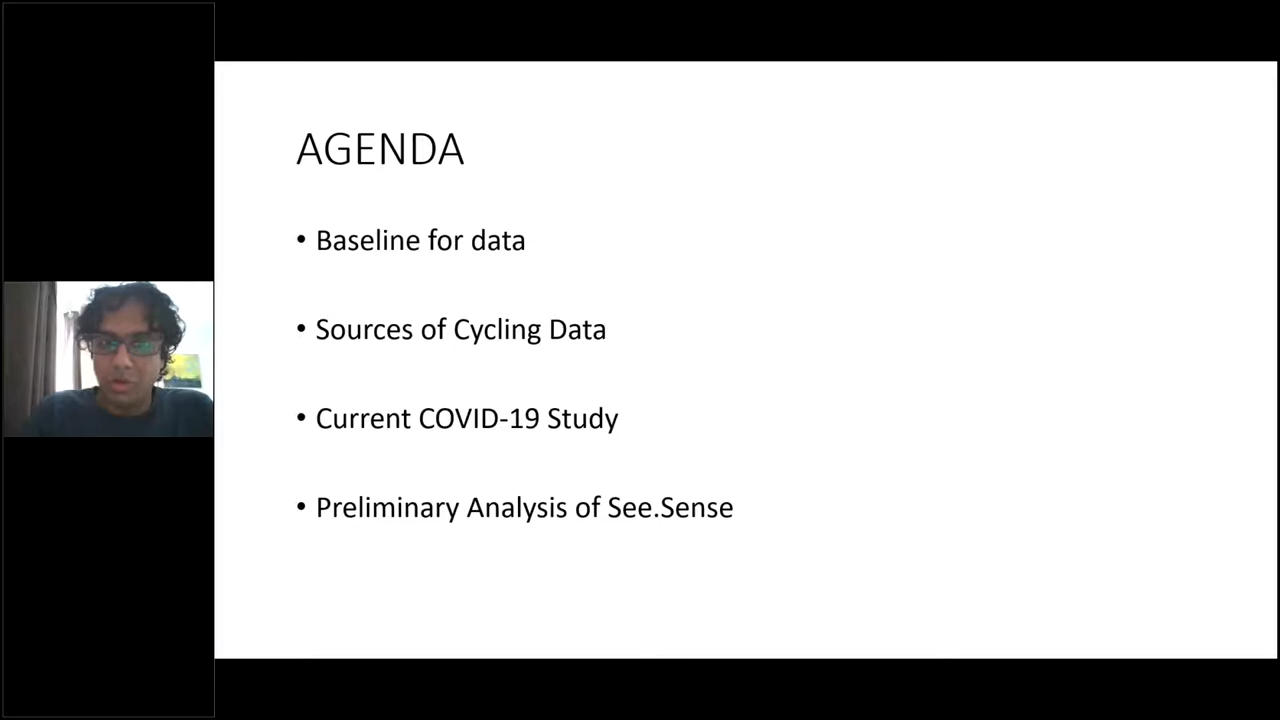 AGENDA
• Baseline for data
• Sources of Cycling Data
• Current COVID-19 Study
• Preliminary Analysis of See.Sense